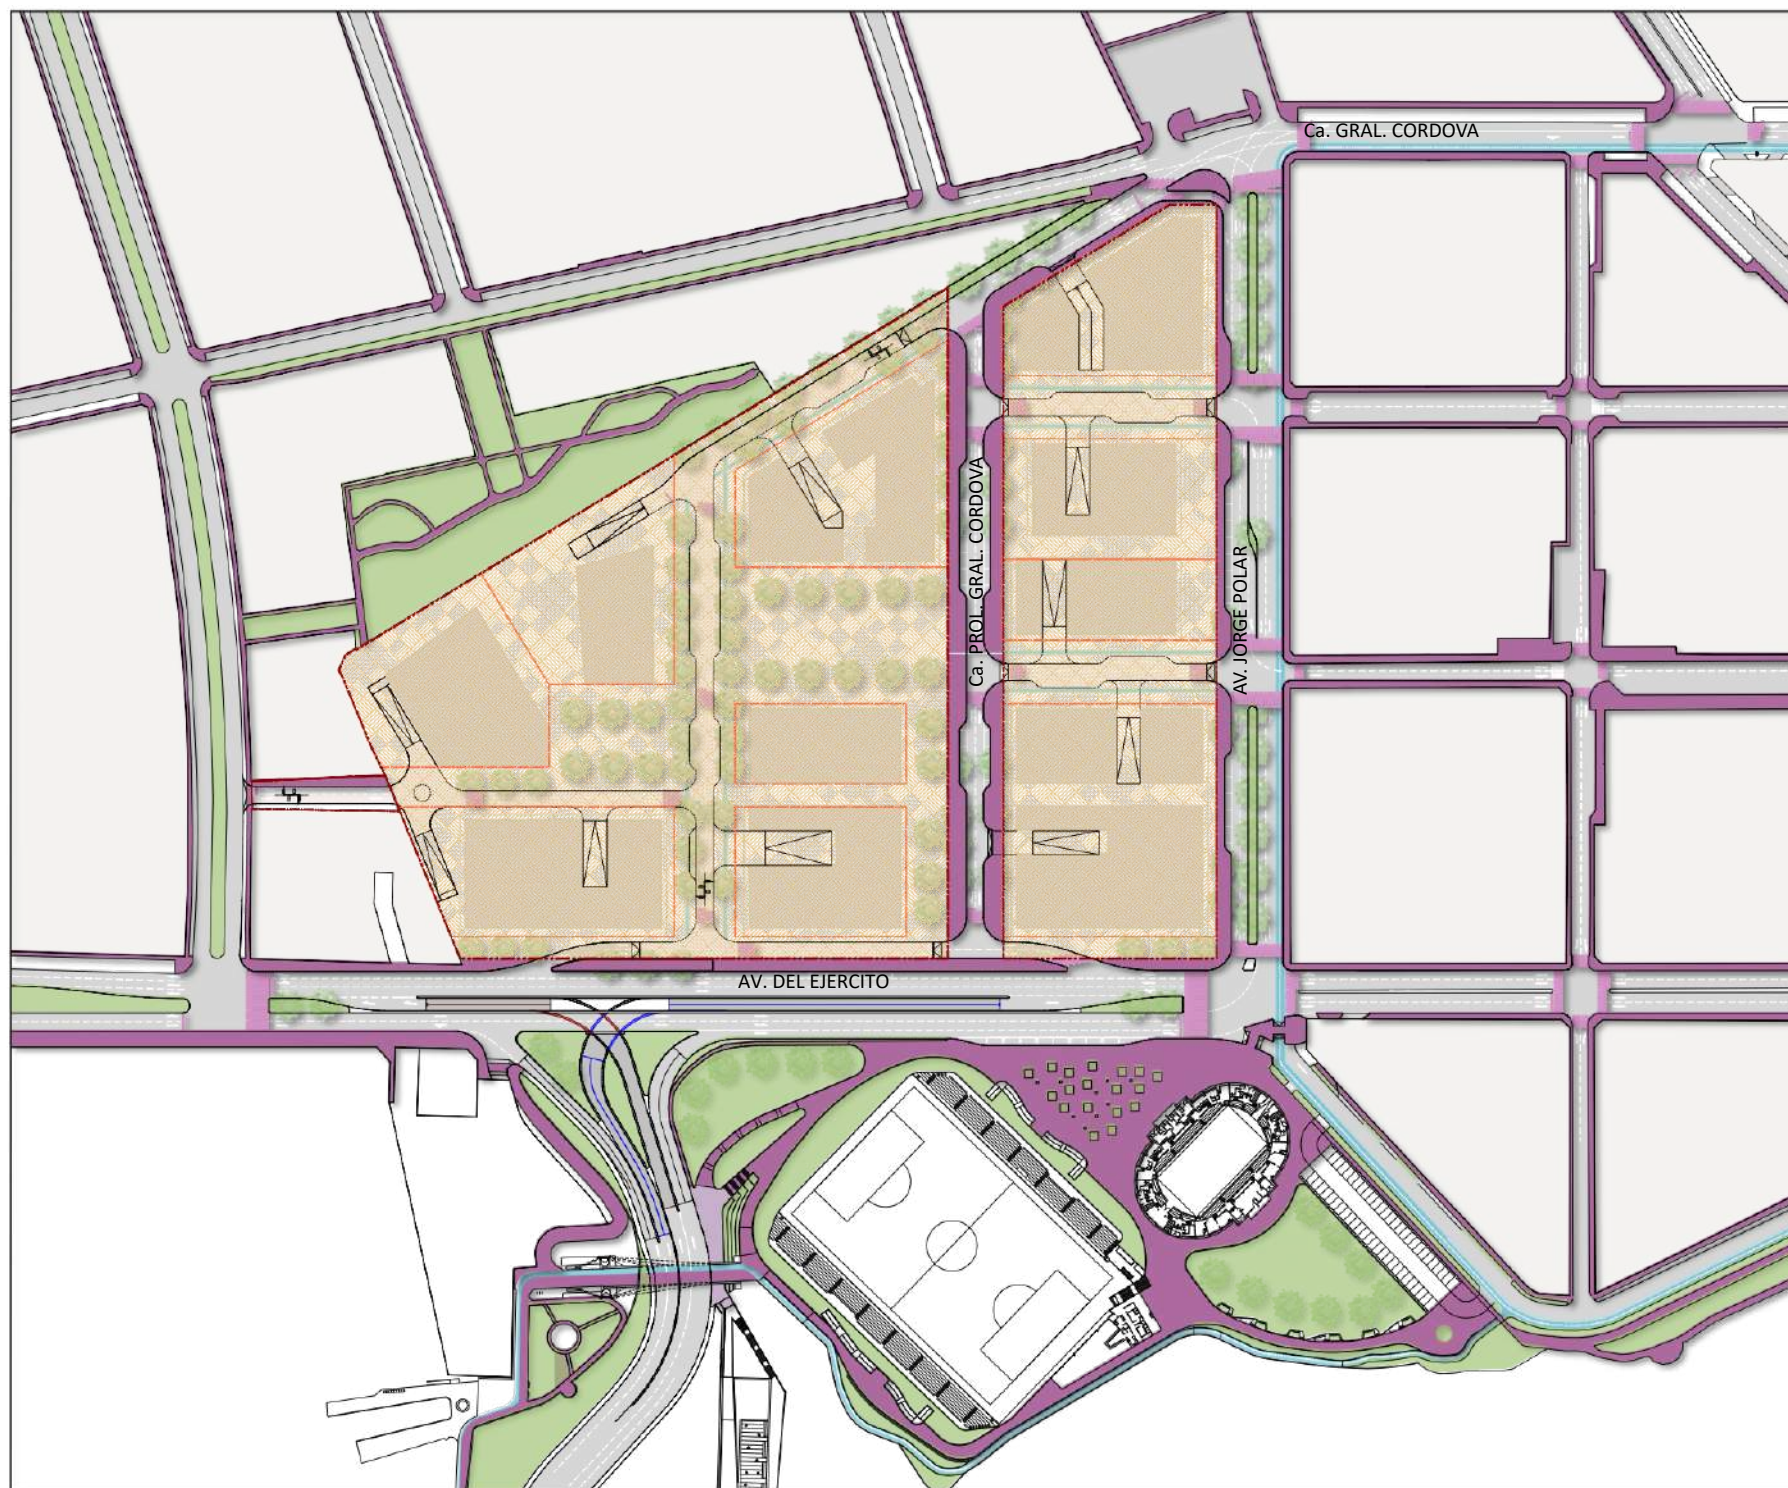 Ca. GRAL. CORDOVA
Ca. PROL. GRAL. CORDOVA
AV. JORGE POLAR
AV. DEL EJERCITO